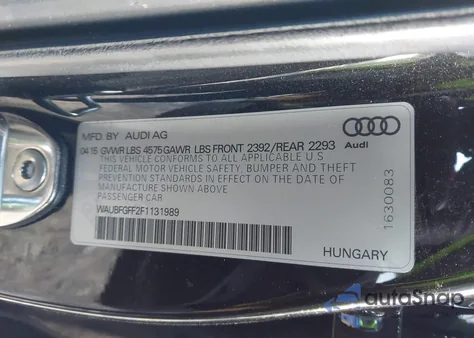 MFD. BY AUDI AG
04.15 GVWR LBS 4575 GAWR LBS FRONT 2392/REAR 2293
THIS VEHICLE CONFORMS TO ALL APPLICABLE U.S
FEDERAL MOTOR VEHICLE SAFETY, BUMPER AND THEFT
PREVENTION STANDARDS IN EFFECT ON THE DATE OF
MANUFACTURE SHOWN ABOVE
PASSENGER CAR
WAUBFGFF2F1131989
Audi
1630083
HUNGARY
autoSnap